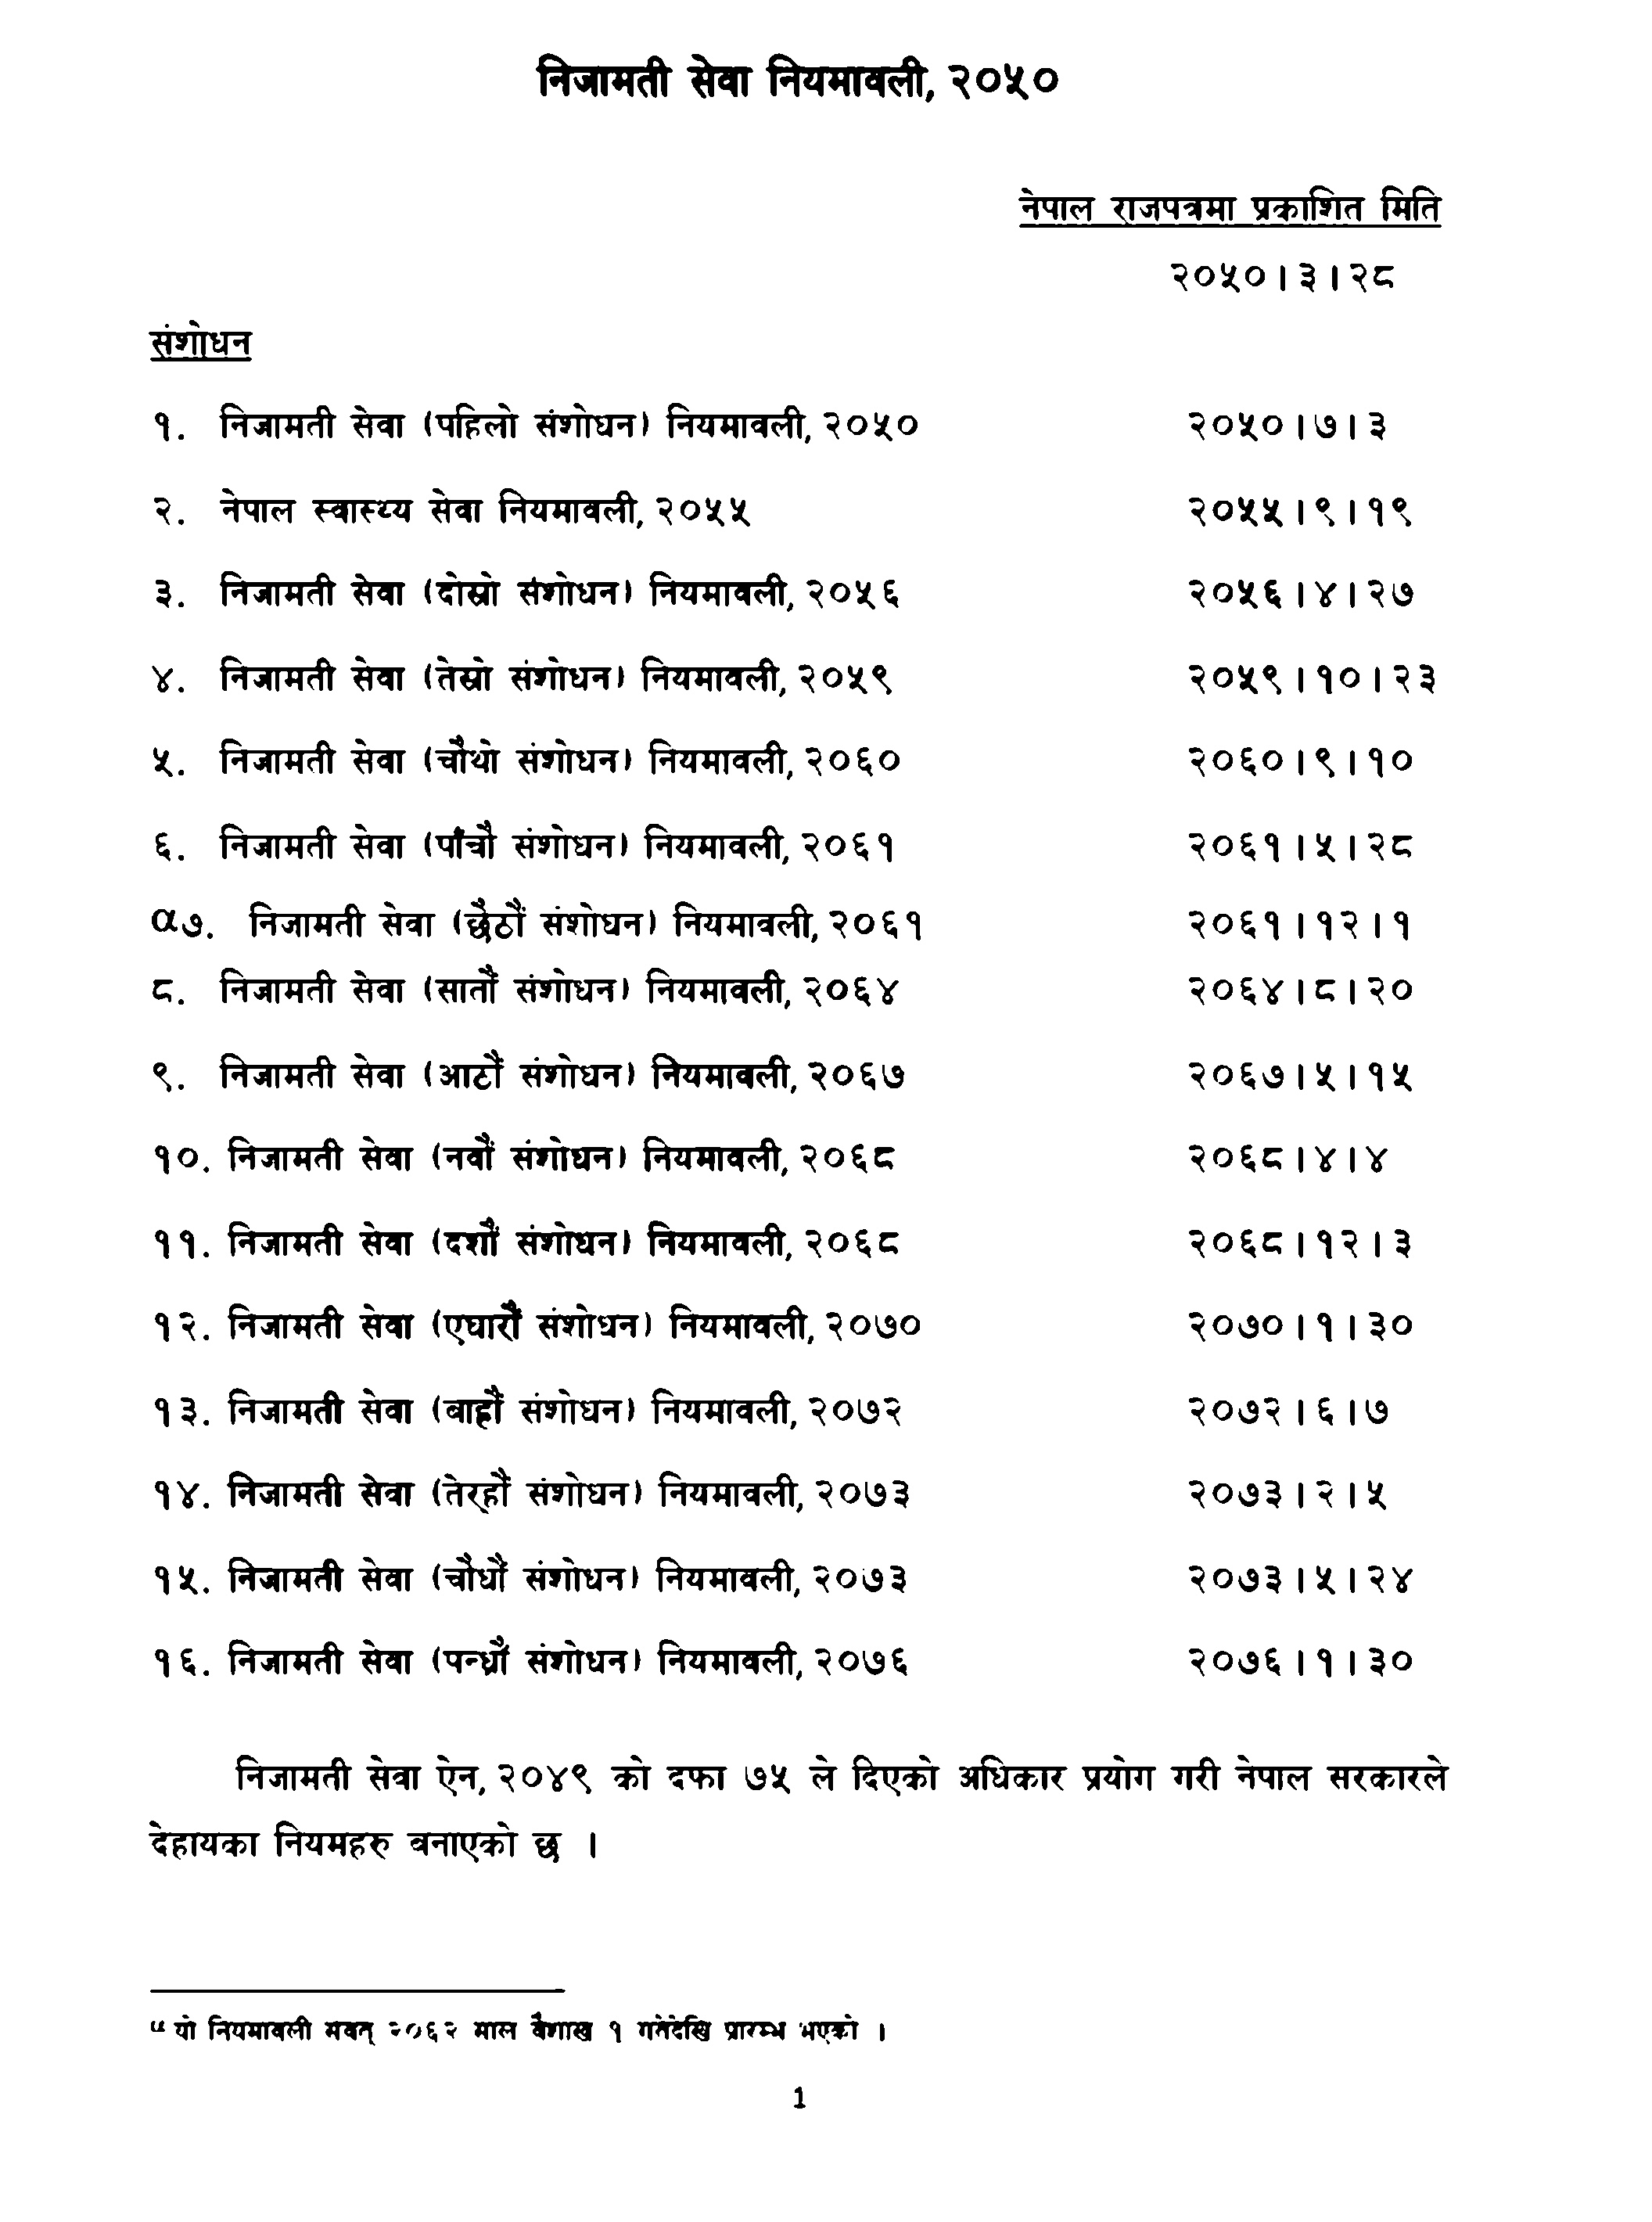 निजामती सेवा नियमावली, २०५०
नेपाल राजपत्रमा प्रकाशित मिति
२०५०।३।२८
संशोधन
१. निजामती सेवा (पहिलो संशोधन) नियमावली, २०५० २०५०।७।३
२. नेपाल स्वास्थ्य सेवा नियमावली, २०५५ २०५५।९।१९
३. निजामती सेवा (दोस्रो संशोधन) नियमावली, २०५६ २०५६।४।२७
४. निजामती सेवा (तेस्रो संशोधन) नियमावली, २०५९ २०५९।१०।२३
५. निजामती सेवा (चौथो संशोधन) नियमावली, २०६० २०६०।९।१०
६. निजामती सेवा (पाँचौ संशोधन) नियमावली, २०६१ २०६१।५।२८
α७. निजामती सेवा (छैठौं संशोधन) नियमावली, २०६१ २०६१।१२।१
८. निजामती सेवा (सातौं संशोधन) नियमावली, २०६४ २०६४।८।२०
९. निजामती सेवा (आठौं संशोधन) नियमावली, २०६७ २०६७।५।१५
१०. निजामती सेवा (नवौं संशोधन) नियमावली, २०६८ २०६८।४।४
११. निजामती सेवा (दशौं संशोधन) नियमावली, २०६८ २०६८।१२।३
१२. निजामती सेवा (एघारौं संशोधन) नियमावली, २०७० २०७०।१।३०
१३. निजामती सेवा (बाह्रौं संशोधन) नियमावली, २०७२ २०७२।६।७
१४. निजामती सेवा (तेर्‍हौं संशोधन) नियमावली, २०७३ २०७३।२।५
१५. निजामती सेवा (चौधौं संशोधन) नियमावली, २०७३ २०७३।५।२४
१६. निजामती सेवा (पन्ध्रौं संशोधन) नियमावली, २०७६ २०७६।१।३०
निजामती सेवा ऐन, २०४९ को दफा ७५ ले दिएको अधिकार प्रयोग गरी नेपाल सरकारले
देहायका नियमहरु बनाएको छ ।
α यो नियमावली सवत् २०६२ साल वैशाख १ गतेदेखि प्रारम्भ भएको ।
1